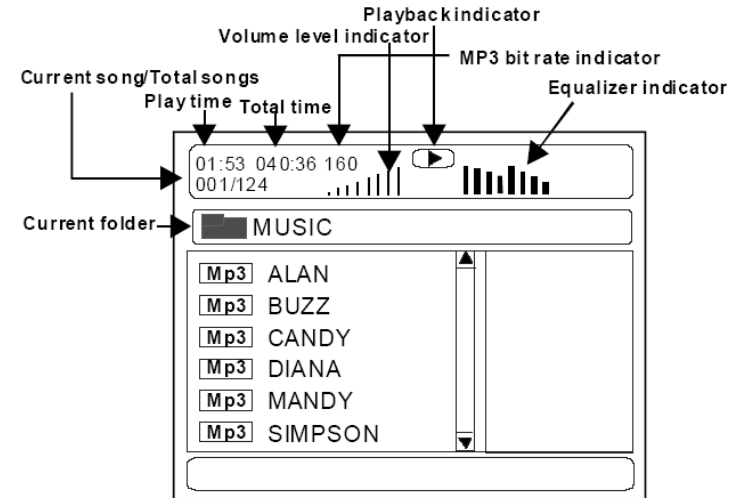 Playback indicator
Volume level indicator
MP3 bit rate indicator
Current song/Total songs
Equalizer indicator
Play time Total time
01:53 040:36 160
001/124
Current folder
MUSIC
Mp3 ALAN
Mp3 BUZZ
Mp3 CANDY
Mp3 DIANA
Mp3 MANDY
Mp3 SIMPSON